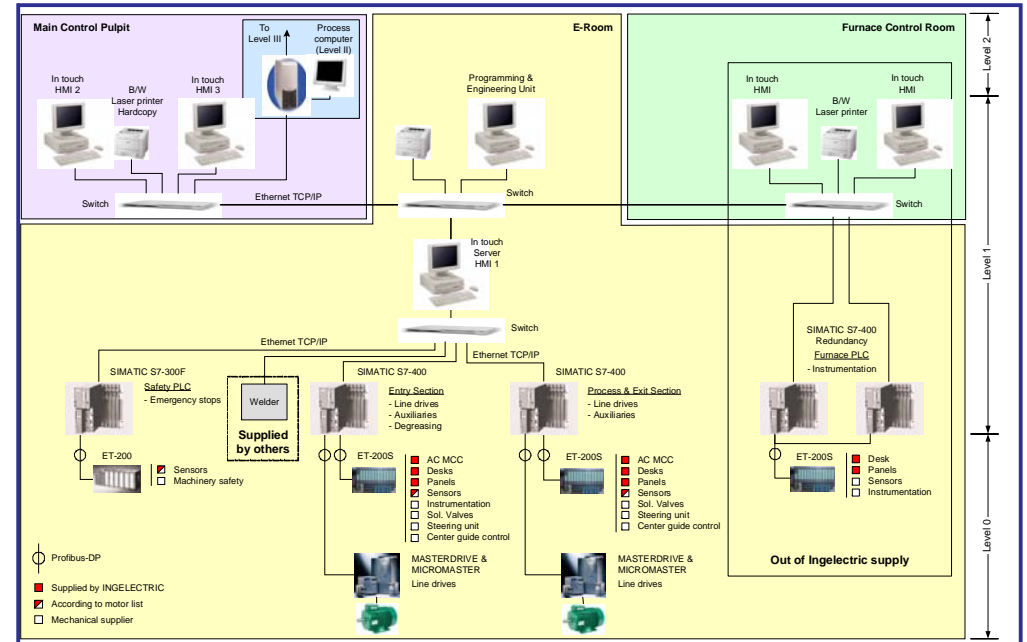 Main Control Pulpit
To
Level III
Process
computer
(Level II)
E-Room
Furnace Control Room
Level 2
In touch
HMI 2
B/W
Laser printer
Hardcopy
In touch
HMI 3
Programming &
Engineering Unit
In touch
HMI
B/W
Laser printer
In touch
HMI
Switch
Ethernet TCP/IP
Switch
Switch
In touch
Server
HMI 1
Level 1
Switch
Ethernet TCP/IP
Ethernet TCP/IP
SIMATIC S7-400
Redundancy
Furnace PLC
- Instrumentation
SIMATIC S7-300F
Safety PLC
- Emergency stops
Welder
Supplied
by others
SIMATIC S7-400
Entry Section
- Line drives
- Auxiliaries
- Degreasing
SIMATIC S7-400
Process & Exit Section
- Line drives
- Auxiliaries
ET-200
Sensors
Machinery safety
ET-200S
AC MCC
Desks
Panels
Sensors
Instrumentation
Sol. Valves
Steering unit
Center guide control
ET-200S
AC MCC
Desks
Panels
Sensors
Sol. Valves
Steering unit
Center guide control
ET-200S
Desk
Panels
Sensors
Instrumentation
Level 0
Out of Ingelectric supply
MASTERDRIVE &
MICROMASTER
Line drives
MASTERDRIVE &
MICROMASTER
Line drives
Profibus-DP
Supplied by INGELECTRIC
According to motor list
Mechanical supplier